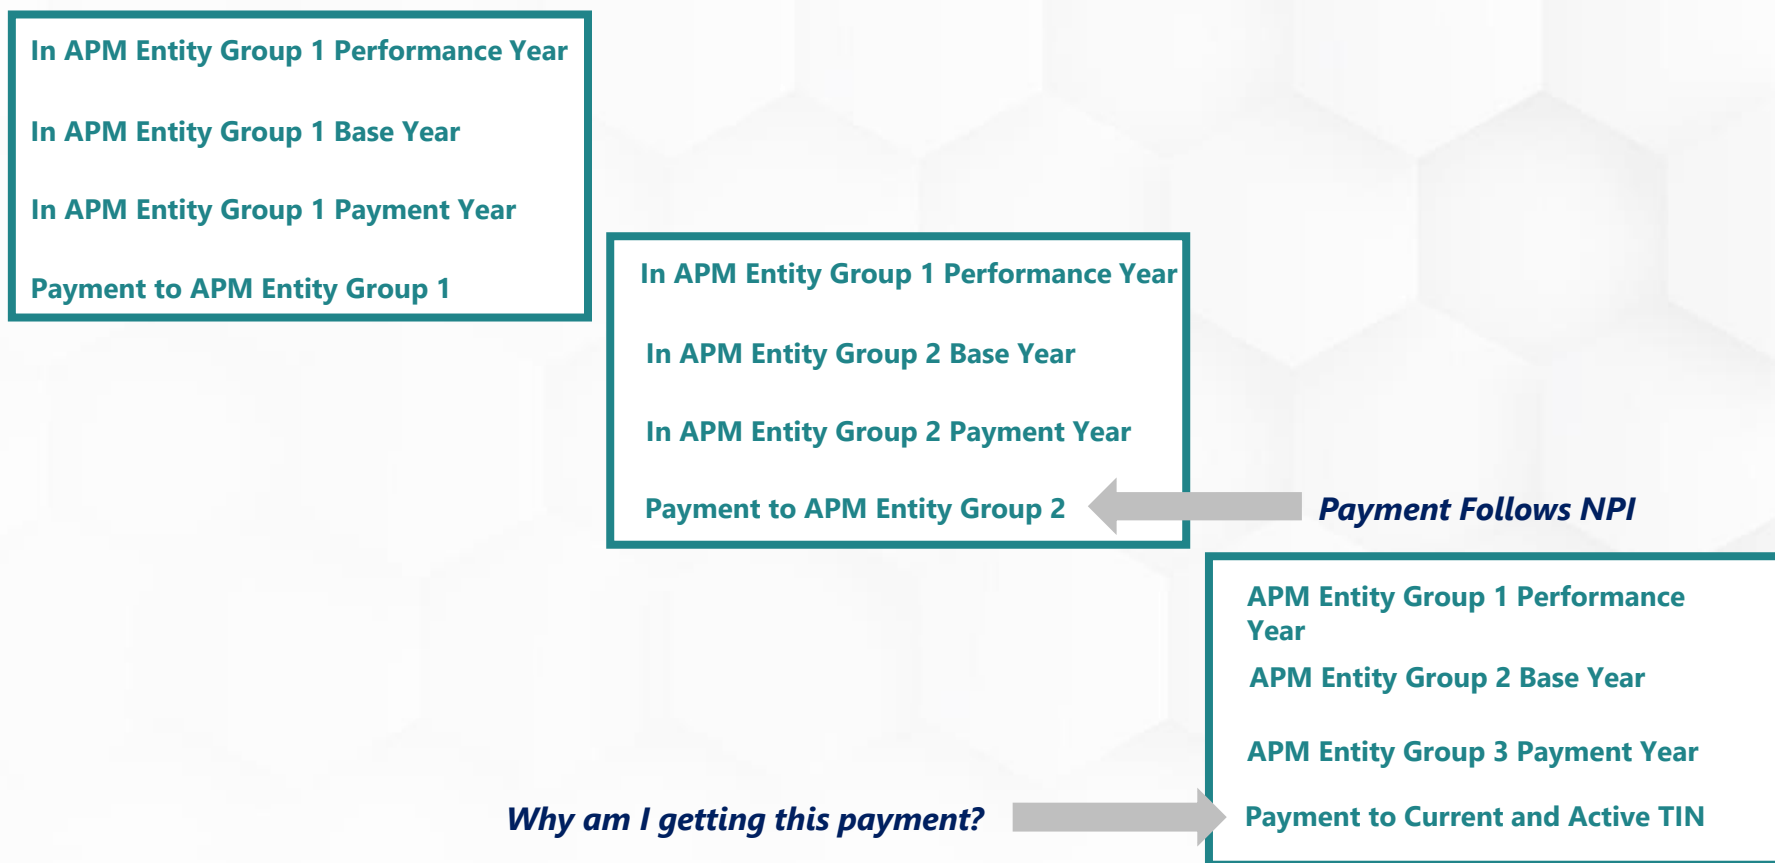 In APM Entity Group 1 Performance Year
In APM Entity Group 1 Base Year
In APM Entity Group 1 Payment Year
Payment to APM Entity Group 1
In APM Entity Group 1 Performance Year
In APM Entity Group 2 Base Year
In APM Entity Group 2 Payment Year
Payment to APM Entity Group 2
Payment Follows NPI
APM Entity Group 1 Performance
Year
APM Entity Group 2 Base Year
APM Entity Group 3 Payment Year
Why am I getting this payment?
Payment to Current and Active TIN